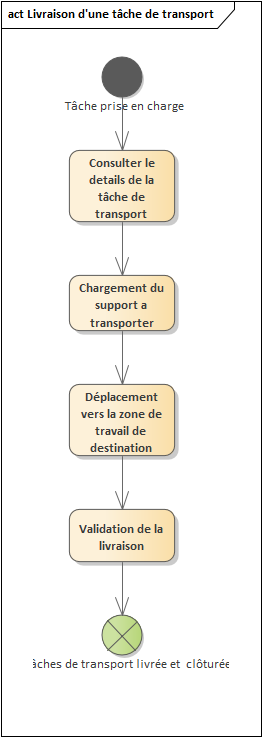 act Livraison d'une tâche de transport
Tâche prise en charge
Consulter le
details de la
tâche de
transport
Chargement du
support a
transporter
Déplacement
vers la zone de
travail de
destination
Validation de la
livraison
âches de transport livrée et clôturée